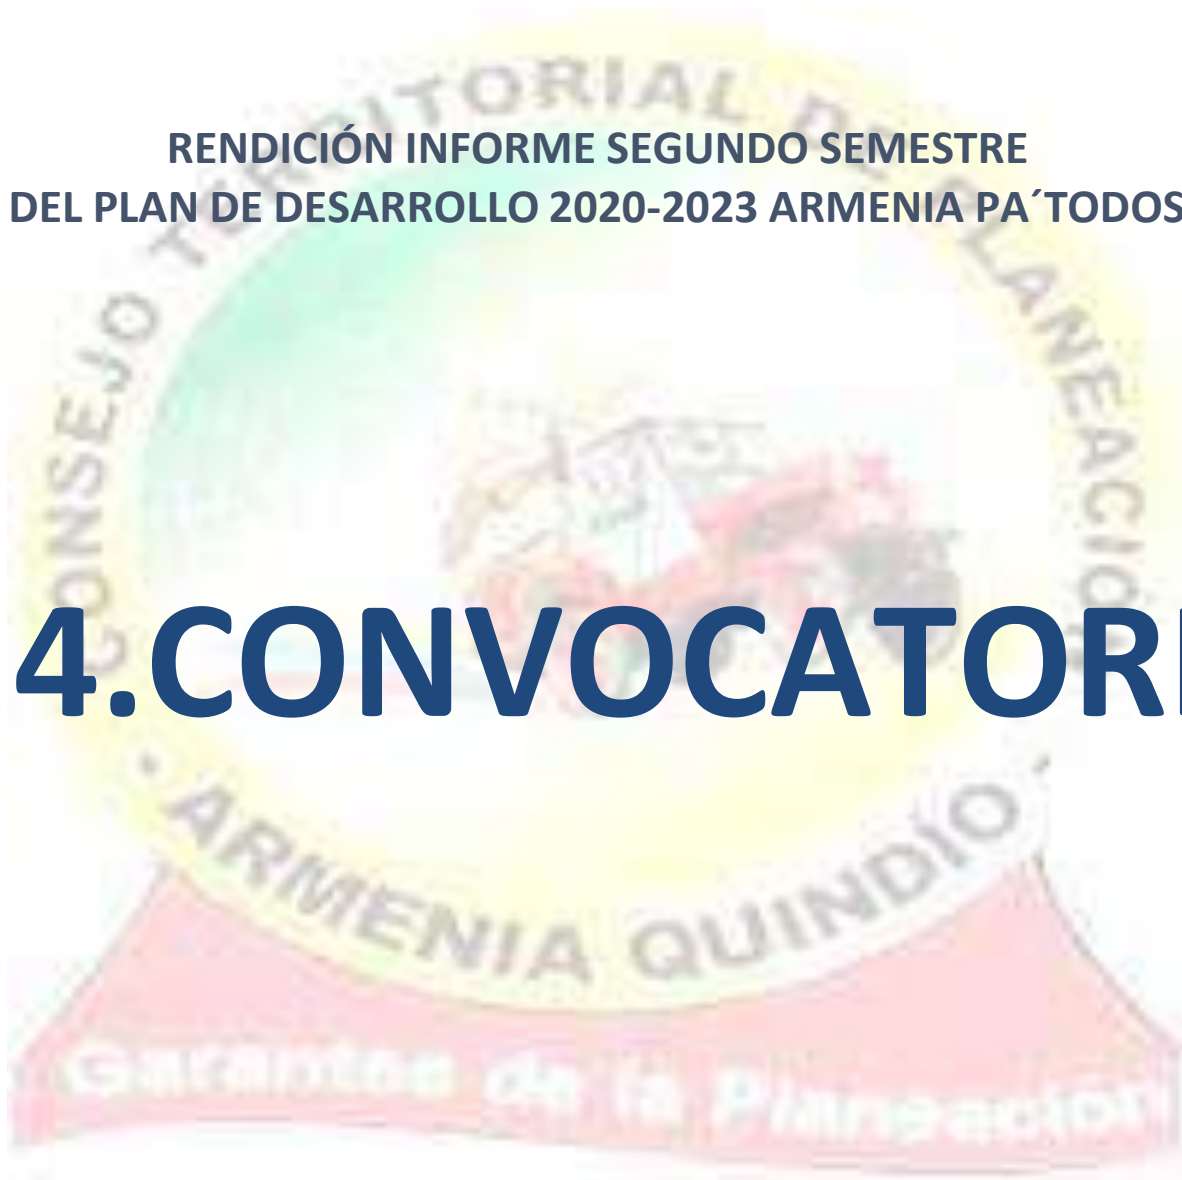 RENDICIÓN INFORME SEGUNDO SEMESTRE
DEL PLAN DE DESARROLLO 2020-2023 ARMENIA PA´TODOS
4.CONVOCATORI
CONSEJO TERRITORIAL DE PLANEACIÓN
· ARMENIA QUINDÍO ·
Garantes de la Planeación